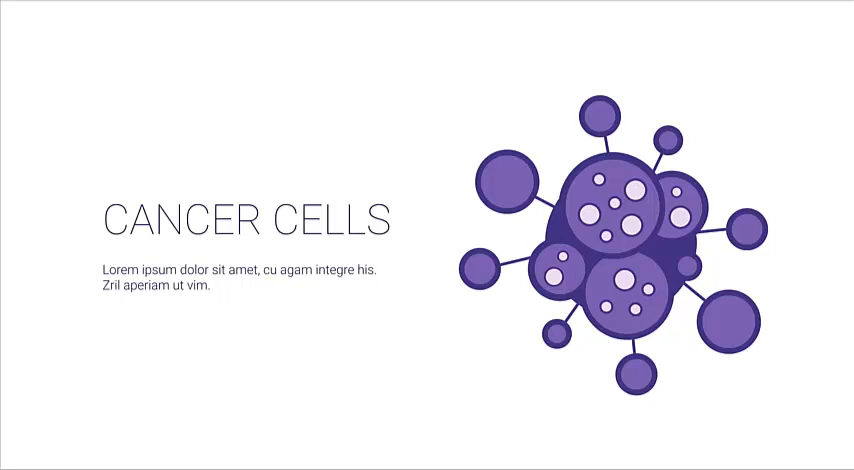 CANCER CELLS
Lorem ipsum dolor sit amet, cu agam integre his.
Zril aperiam ut vim.